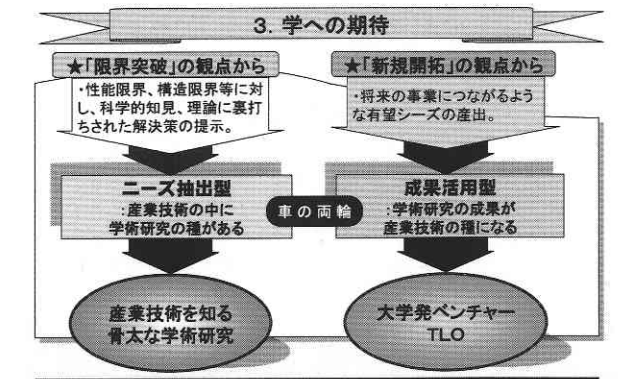 3．学への期待
★「限界突破」の観点から
・性能限界、構造限界等に対
し、科学的知見、理論に裏打
ちされた解決策の提示。
ニーズ抽出型
：産業技術の中に
学術研究の種がある
産業技術を知る
骨太な学術研究
車の両輪
★「新規開拓」の観点から
・将来の事業につながるよう
な有望シーズの産出。
成果活用型
：学術研究の成果が
産業技術の種になる
大学発ベンチャー
TLO